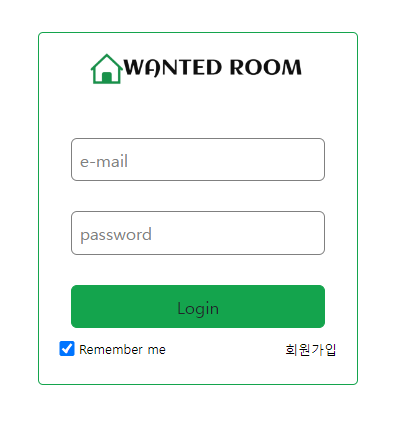 WANTED ROOM
e-mail
password
Login
Remember me 회원가입